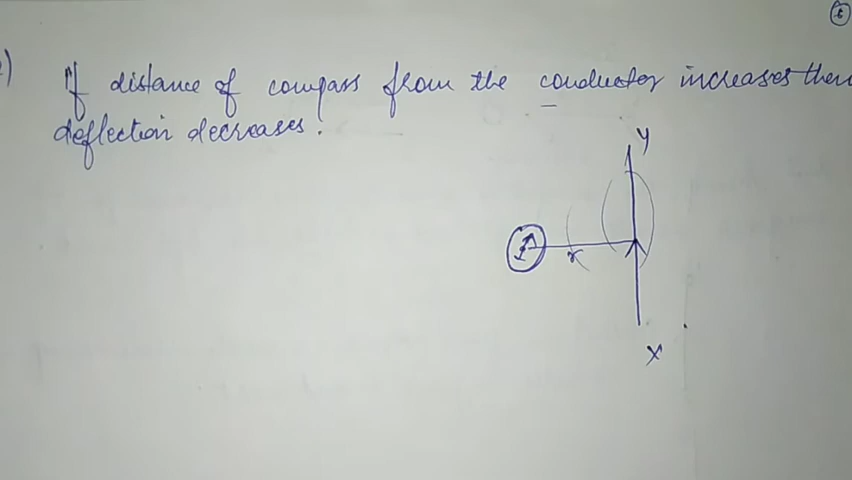 If distance of compass from the conductor increases then
deflection decreases.
y
r
X